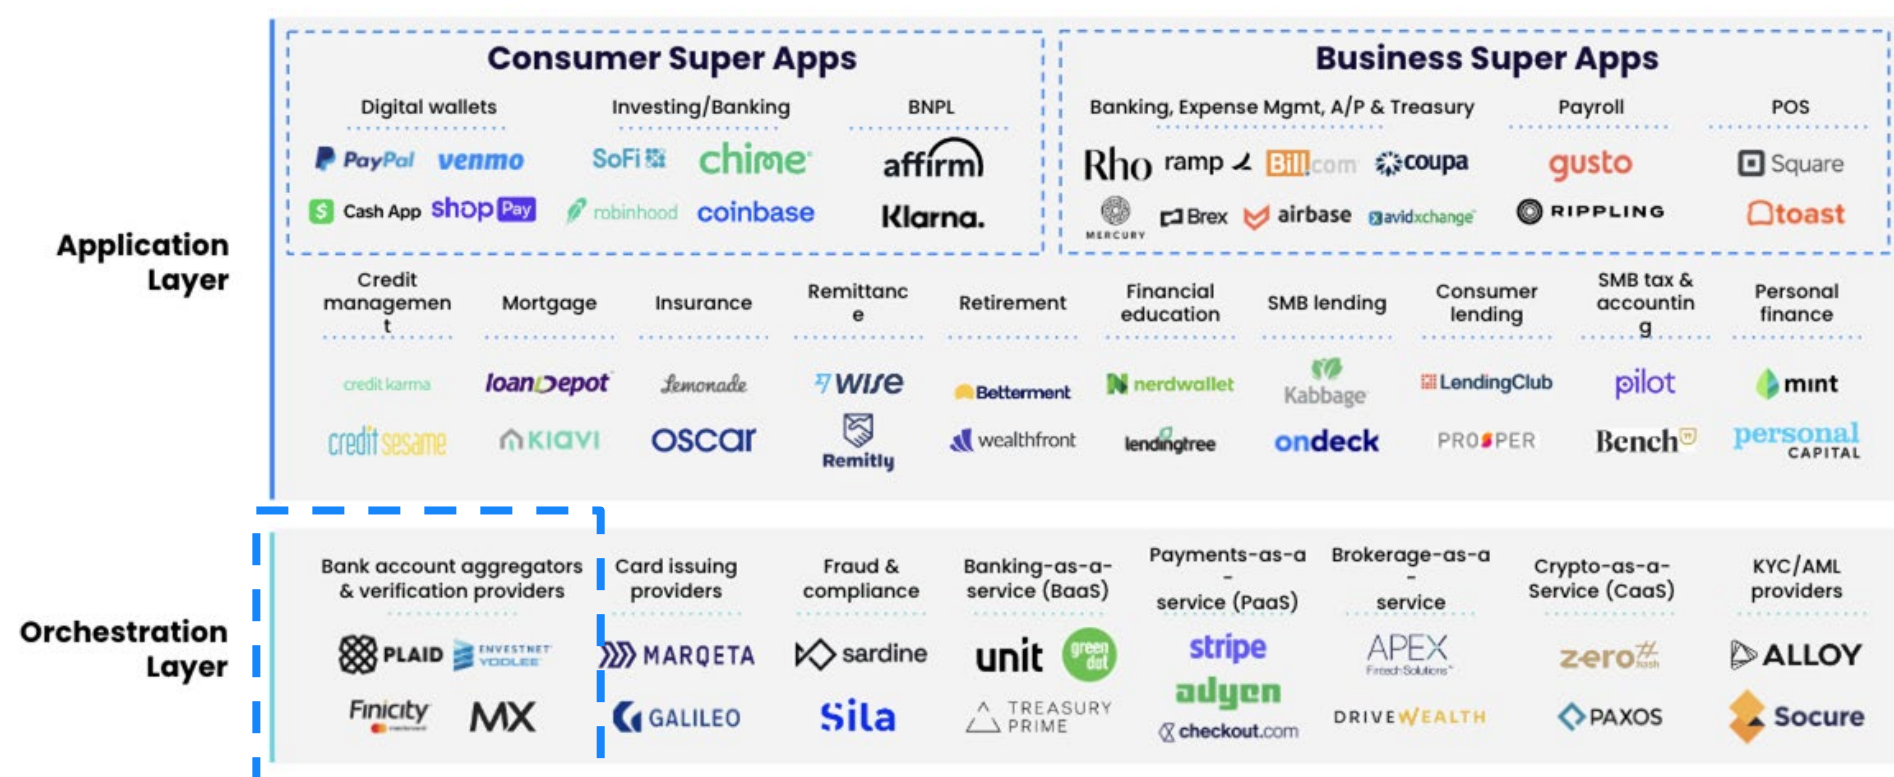 Consumer Super Apps
Business Super Apps
Digital wallets
Investing/Banking
BNPL
Banking, Expense Mgmt, A/P & Treasury
Payroll
POS
PayPal venmo
SoFi chime
affirm
Rho ramp Bill.com coupa
gusto
Square
Cash App shop Pay
robinhood coinbase
Klarna.
MERCURY Brex airbase avidxchange
RIPPLING
toast
Application
Layer
Credit
managemen
t
Mortgage
Insurance
Remittanc
e
Retirement
Financial
education
SMB lending
Consumer
lending
SMB tax &
accountin
g
Personal
finance
credit karma
loanDepot
Lemonade
WISE
Betterment
nerdwallet
Kabbage
LendingClub
pilot
mint
credit sesame
KIAVI
oscar
Remitly
wealthfront
lendingtree
ondeck
PROSPER
Bench
personal
CAPITAL
Orchestration
Layer
Bank account aggregators
& verification providers
Card issuing
providers
Fraud &
compliance
Banking-as-a-
service (BaaS)
Payments-as-a
-
service (PaaS)
Brokerage-as-a
-
service
Crypto-as-a-
Service (CaaS)
KYC/AML
providers
PLAID ENVESTNET
YODLEE
MARQETA
sardine
unit green
dot
stripe
APEX
Fintech Solutions
zero
hash
ALLOY
Finicity MX
GALILEO
Sila
TREASURY
PRIME
adyen
checkout.com
DRIVEWEALTH
PAXOS
Socure